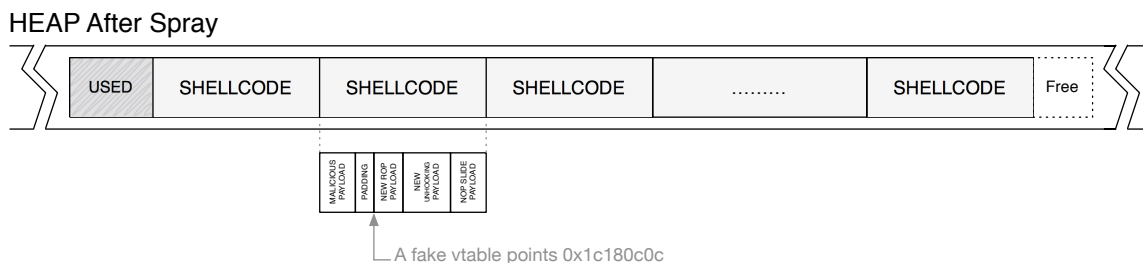 HEAP After Spray
USED
SHELLCODE
SHELLCODE
SHELLCODE
.........
SHELLCODE
Free
MALICIOUS
PAYLOAD
PADDING
NEW ROP
PAYLOAD
NEW
UNHOOKING
PAYLOAD
NOP SLIDE
PAYLOAD
A fake vtable points 0x1c180c0c